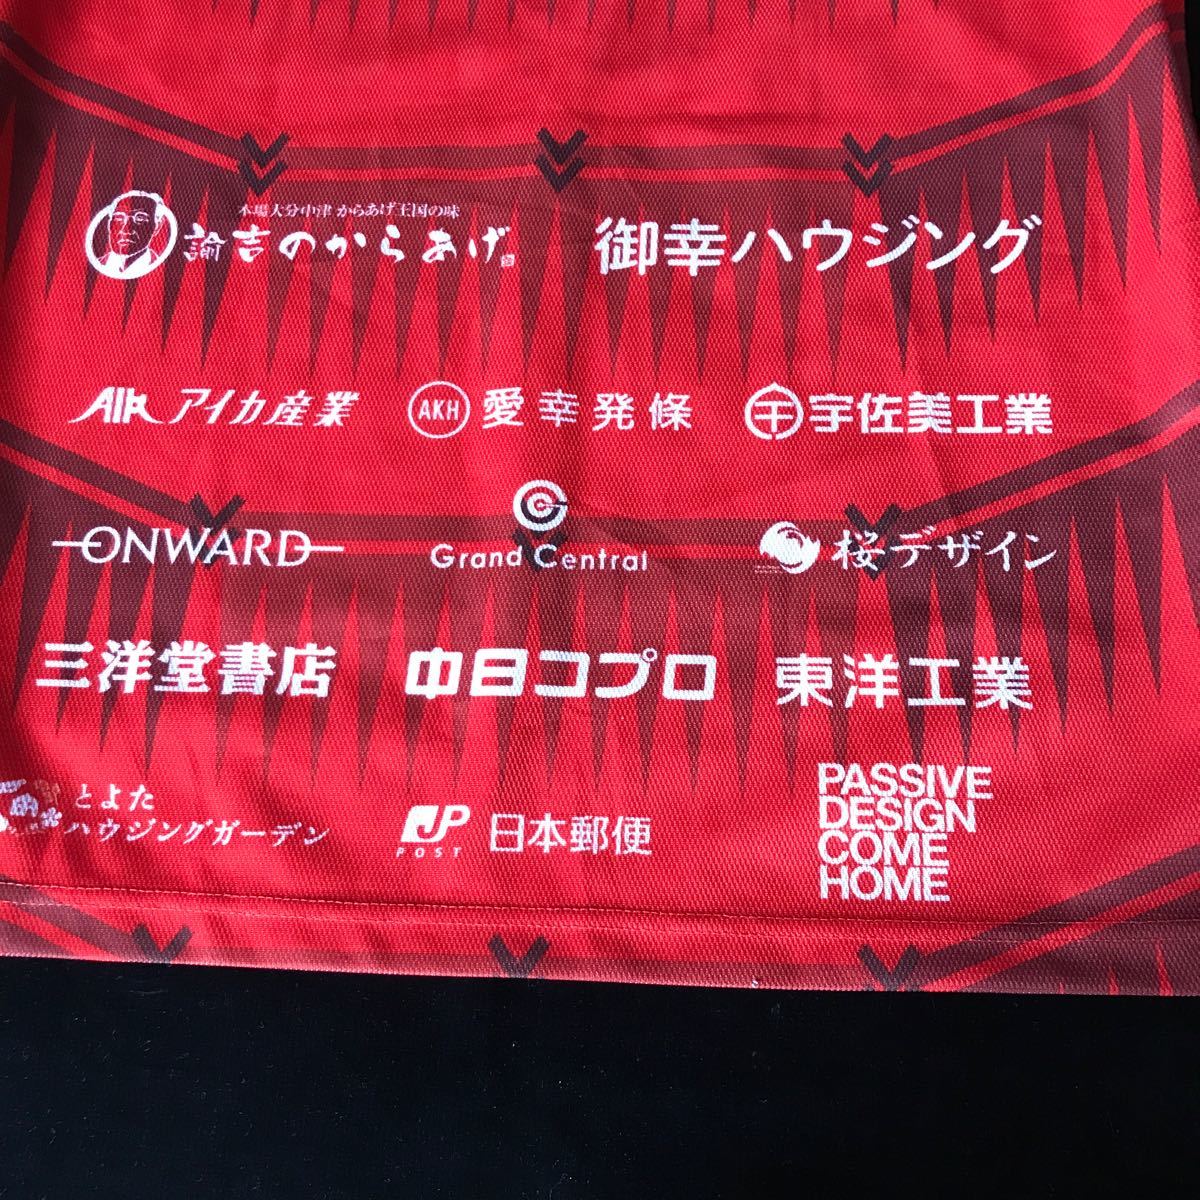 本場大分中津 からあげ王国の味
諭吉のからあげ
御幸ハウジング
アイカ産業
AKH 愛幸発條
宇佐美工業
ONWARD
Grand Central
桜デザイン
三洋堂書店
中日コプロ
東洋工業
とよた
ハウジングガーデン
JP
POST
日本郵便
PASSIVE
DESIGN
COME
HOME